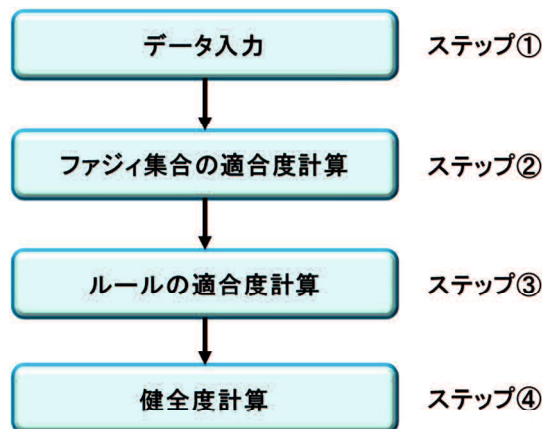 データ入力 ステップ①
ファジィ集合の適合度計算 ステップ②
ルールの適合度計算 ステップ③
健全度計算 ステップ④